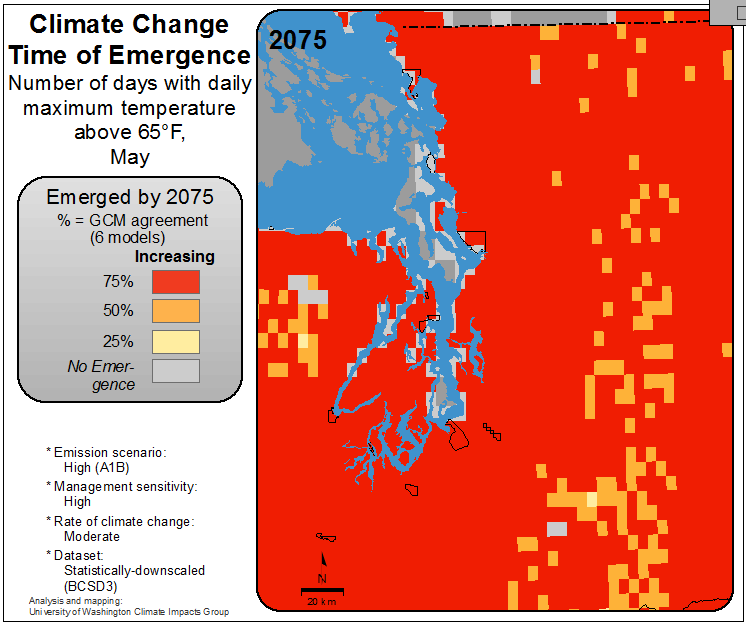 Climate Change
Time of Emergence
Number of days with daily
maximum temperature
above 65°F,
May
2075
Emerged by 2075
% = GCM agreement
(6 models)
Increasing
75%
50%
25%
No Emer-
gence
* Emission scenario:
High (A1B)
* Management sensitivity:
High
* Rate of climate change:
Moderate
* Dataset:
Statistically-downscaled
(BCSD3)
Analysis and mapping:
University of Washington Climate Impacts Group
N
20 km